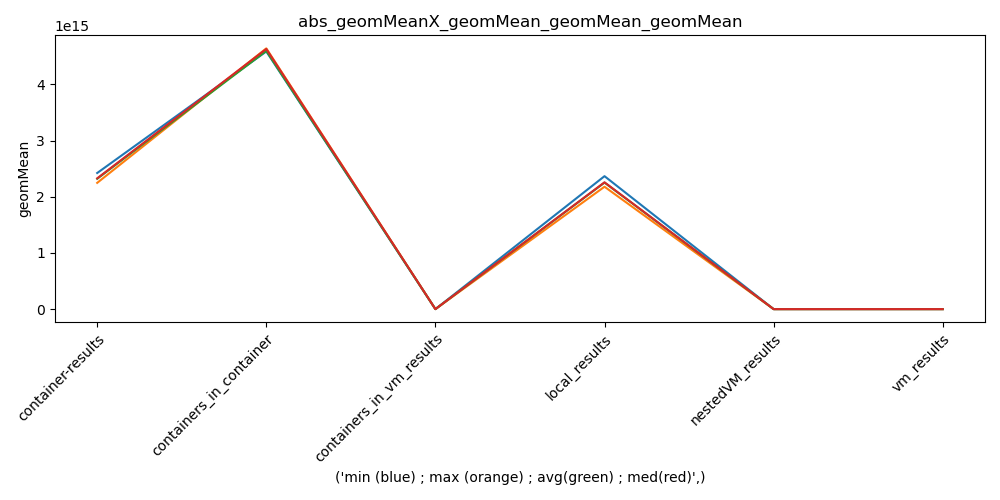 abs_geomMeanX_geomMean_geomMean_geomMean
1e15
geomMean
4
3
2
1
0
container-results
containers_in_container
containers_in_vm_results
local_results
nestedVM_results
vm_results
('min (blue) ; max (orange) ; avg(green) ; med(red)',)